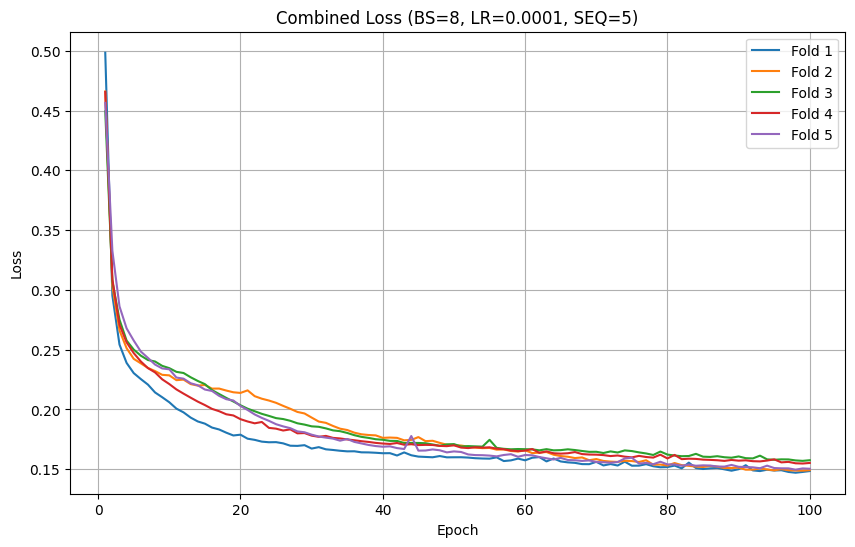 Combined Loss (BS=8, LR=0.0001, SEQ=5)
0.50
0.45
0.40
0.35
0.30
0.25
0.20
0.15
Loss
0 20 40 60 80 100
Epoch
Fold 1
Fold 2
Fold 3
Fold 4
Fold 5